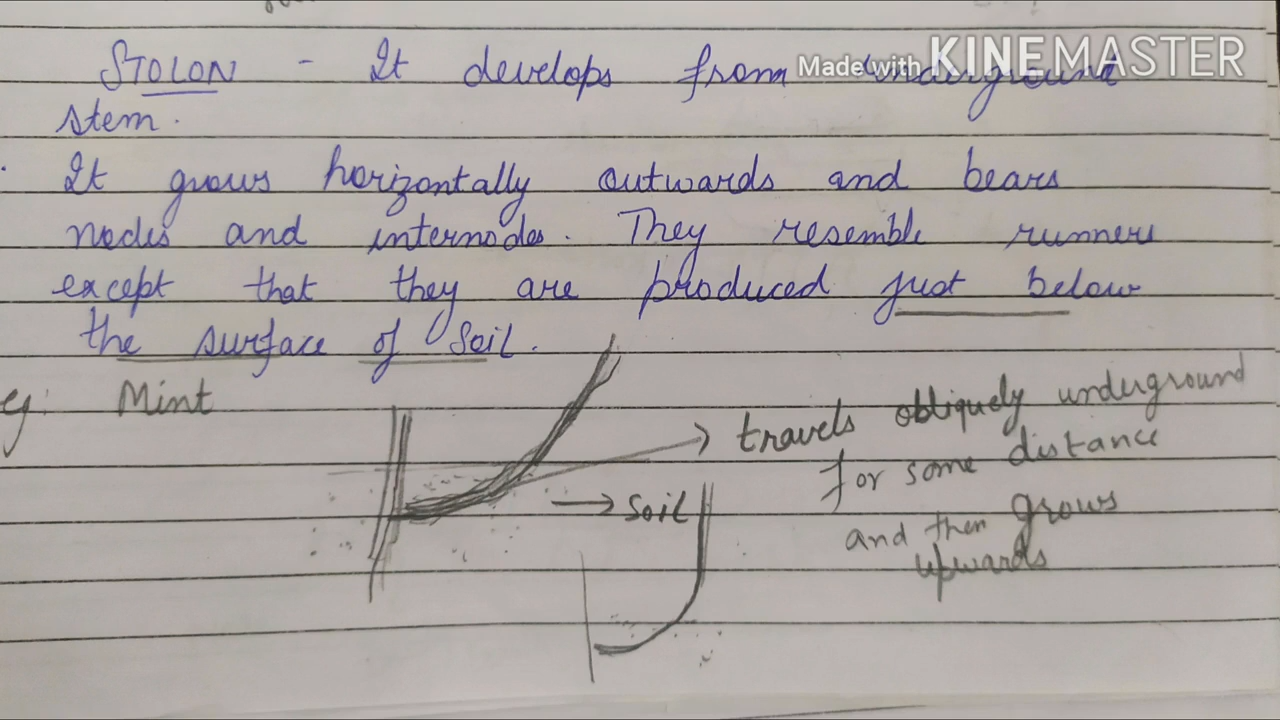 Made with KINEMASTER
STOLON - It develops from underground
stem.
It grows horizontally outwards and bears
nodes and internodes. They resemble runners
except that they are produced just below
the surface of soil.
eg: Mint
travels obliquely underground
for some distance
and then grows
upwards
→ Soil